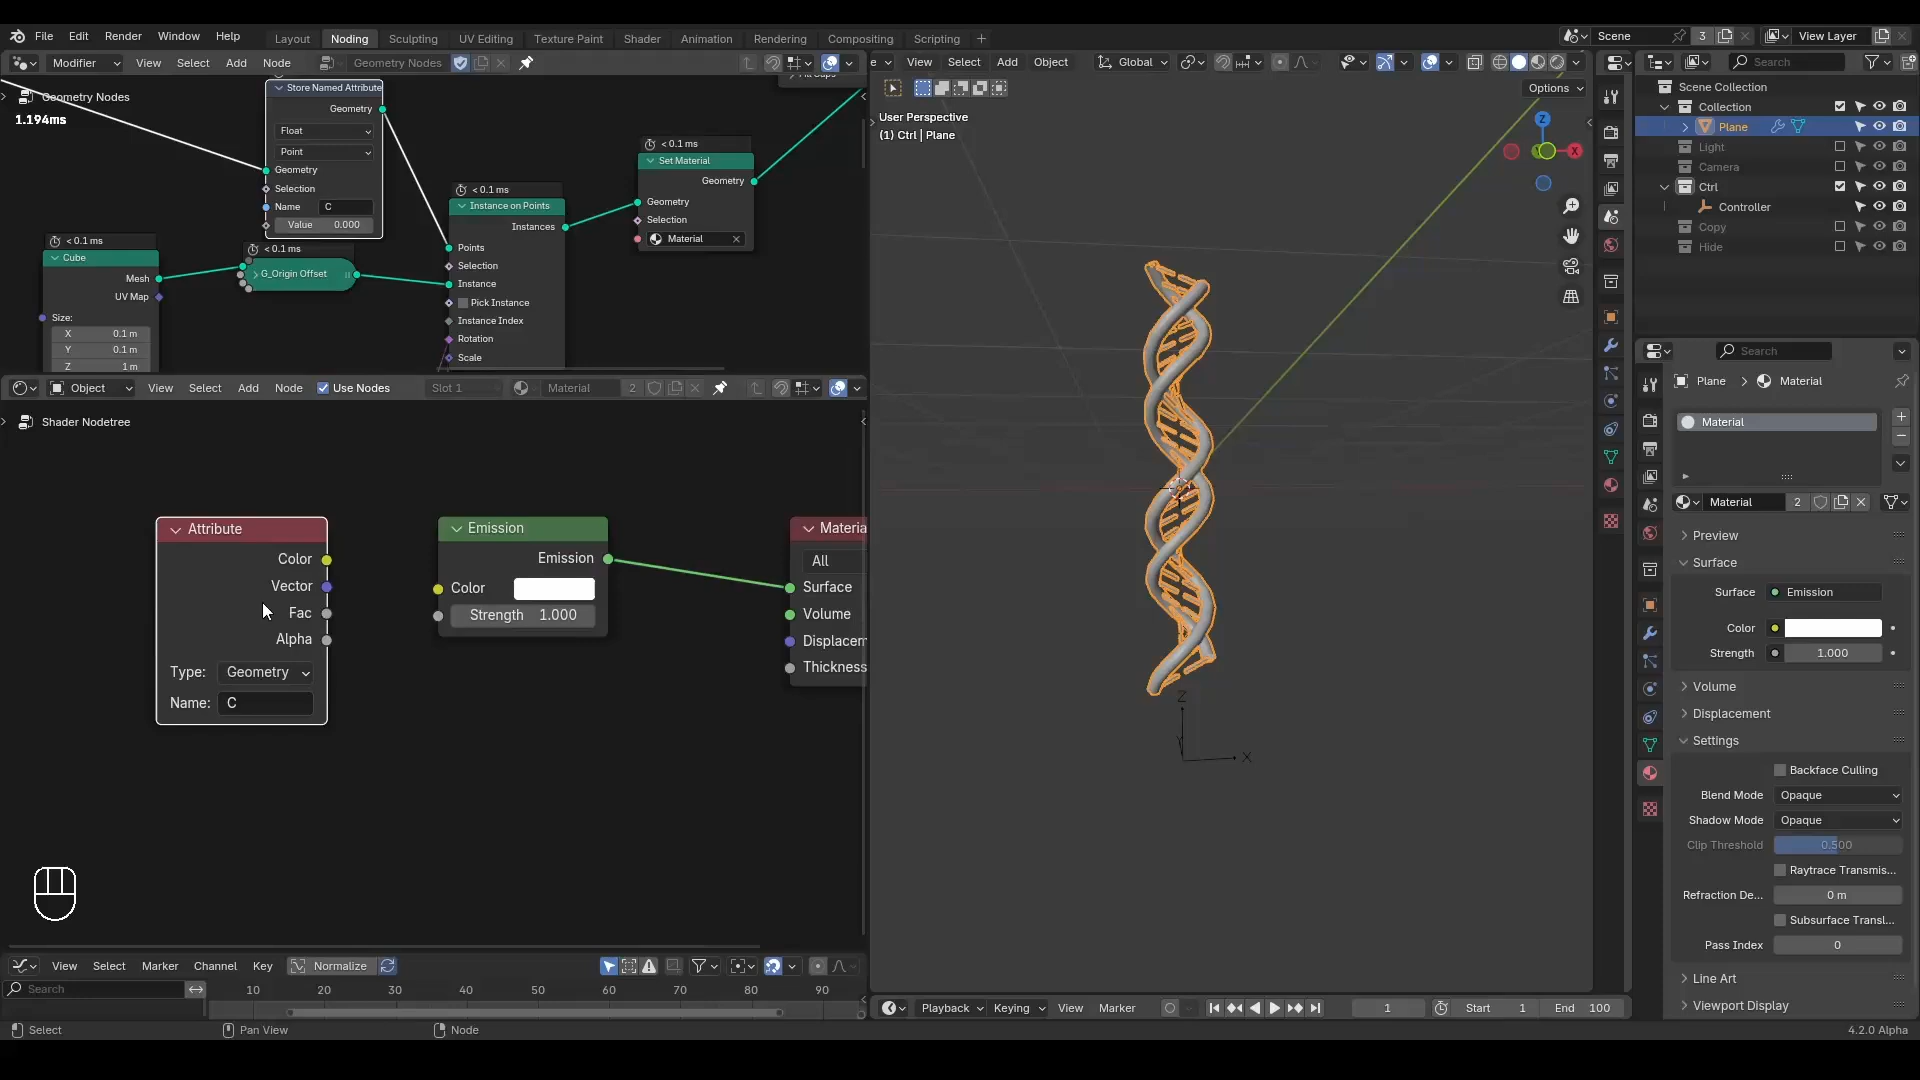 File Edit Render Window Help
Layout Noding Sculpting UV Editing Texture Paint Shader Animation Rendering Compositing Scripting
Scene 3 View Layer
Modifier View Select Add Node Geometry Nodes
e View Select Add Object Global
Search
Options
Geometry Nodes
1.194ms
Store Named Attribute
Geometry
Float
Point
Geometry
Selection
Name C
Value 0.000
< 0.1 ms
Cube
Mesh
UV Map
Size:
X 0.1 m
Y 0.1 m
Z 1 m
< 0.1 ms
G_Origin Offset
< 0.1 ms
Instance on Points
Instances
Points
Selection
Instance
Pick Instance
Instance Index
Rotation
Scale
< 0.1 ms
Set Material
Geometry
Geometry
Selection
Material
Object View Select Add Node Use Nodes Slot 1 Material 2
Shader Nodetree
Attribute
Color
Vector
Fac
Alpha
Type: Geometry
Name: C
Emission
Emission
Color
Strength 1.000
Materia
All
Surface
Volume
Displacem
Thickness
View Select Marker Channel Key Normalize
Search
10 20 30 40 50 60 70 80 90
Select Pan View Node
User Perspective
(1) Ctrl | Plane
Z
X
Z
Y
X
Playback Keying View Marker 1 Start 1 End 100
Scene Collection
Collection
Plane
Light
Camera
Ctrl
Controller
Copy
Hide
Search
Plane > Material
Material
Material 2
Preview
Surface
Surface Emission
Color
Strength 1.000
Volume
Displacement
Settings
Backface Culling
Blend Mode Opaque
Shadow Mode Opaque
Clip Threshold 0.500
Raytrace Transmis...
Refraction De... 0 m
Subsurface Transl...
Pass Index 0
Line Art
Viewport Display
4.2.0 Alpha